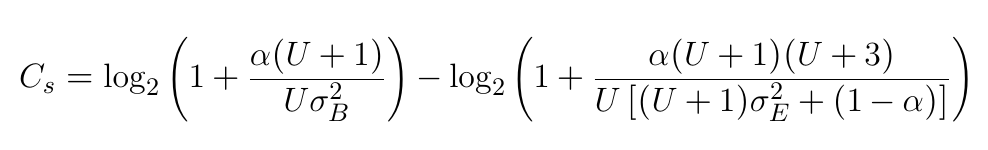 C_s = \log_2 \left( 1 + \frac{\alpha(U+1)}{U\sigma_B^2} \right) - \log_2 \left( 1 + \frac{\alpha(U+1)(U+3)}{U\left[(U+1)\sigma_E^2 + (1-\alpha)\right]} \right)